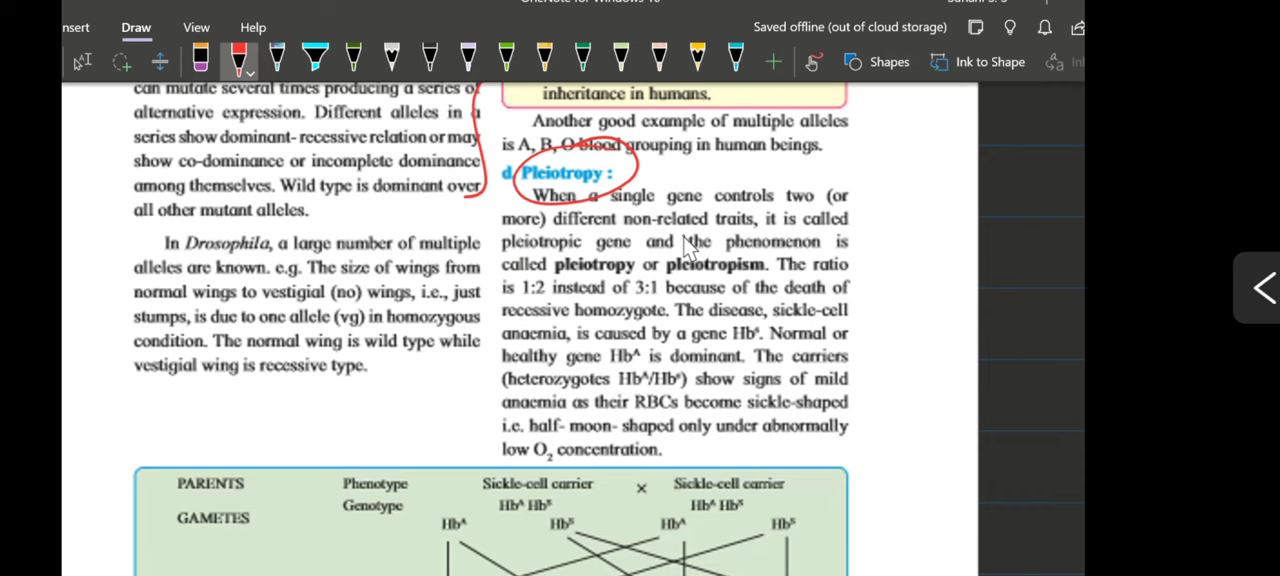 OneNote for Windows 10
nsert
Draw
View
Help
Saved offline (out of cloud storage)
Shapes
Ink to Shape
can mutate several times producing a series of
alternative expression. Different alleles in a
series show dominant- recessive relation or may
show co-dominance or incomplete dominance
among themselves. Wild type is dominant over
all other mutant alleles.
In Drosophila, a large number of multiple
alleles are known. e.g. The size of wings from
normal wings to vestigial (no) wings, i.e., just
stumps, is due to one allele (vg) in homozygous
condition. The normal wing is wild type while
vestigial wing is recessive type.
inheritance in humans.
Another good example of multiple alleles
is A, B, O blood grouping in human beings.
d. Pleiotropy :
When a single gene controls two (or
more) different non-related traits, it is called
pleiotropic gene and the phenomenon is
called pleiotropy or pleiotropism. The ratio
is 1:2 instead of 3:1 because of the death of
recessive homozygote. The disease, sickle-cell
anaemia, is caused by a gene Hbˢ. Normal or
healthy gene Hbᴬ is dominant. The carriers
(heterozygotes Hbᴬ/Hbˢ) show signs of mild
anaemia as their RBCs become sickle-shaped
i.e. half- moon- shaped only under abnormally
low O₂ concentration.
PARENTS Phenotype Sickle-cell carrier × Sickle-cell carrier
Genotype Hbᴬ Hbˢ Hbᴬ Hbˢ
GAMETES Hbᴬ Hbˢ Hbᴬ Hbˢ